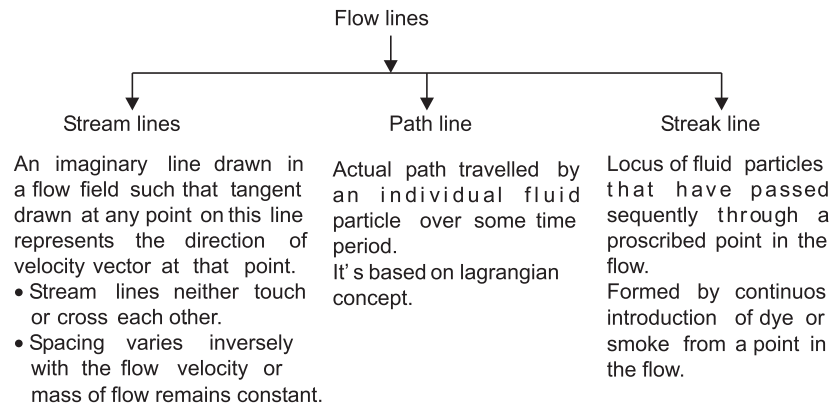 Flow lines
Stream lines
An imaginary line drawn in
a flow field such that tangent
drawn at any point on this line
represents the direction of
velocity vector at that point.
• Stream lines neither touch
or cross each other.
• Spacing varies inversely
with the flow velocity or
mass of flow remains constant.
Path line
Actual path travelled by
an individual fluid
particle over some time
period.
It's based on lagrangian
concept.
Streak line
Locus of fluid particles
that have passed
sequently through a
proscribed point in the
flow.
Formed by continuos
introduction of dye or
smoke from a point in
the flow.